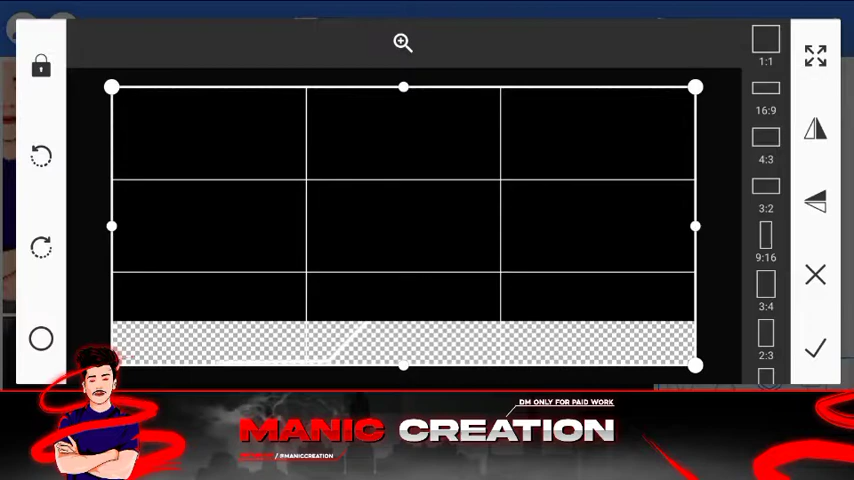 1:1
16:9
4:3
3:2
9:16
3:4
2:3
DM ONLY FOR PAID WORK
MANIC CREATION
/ @MANICCREATION